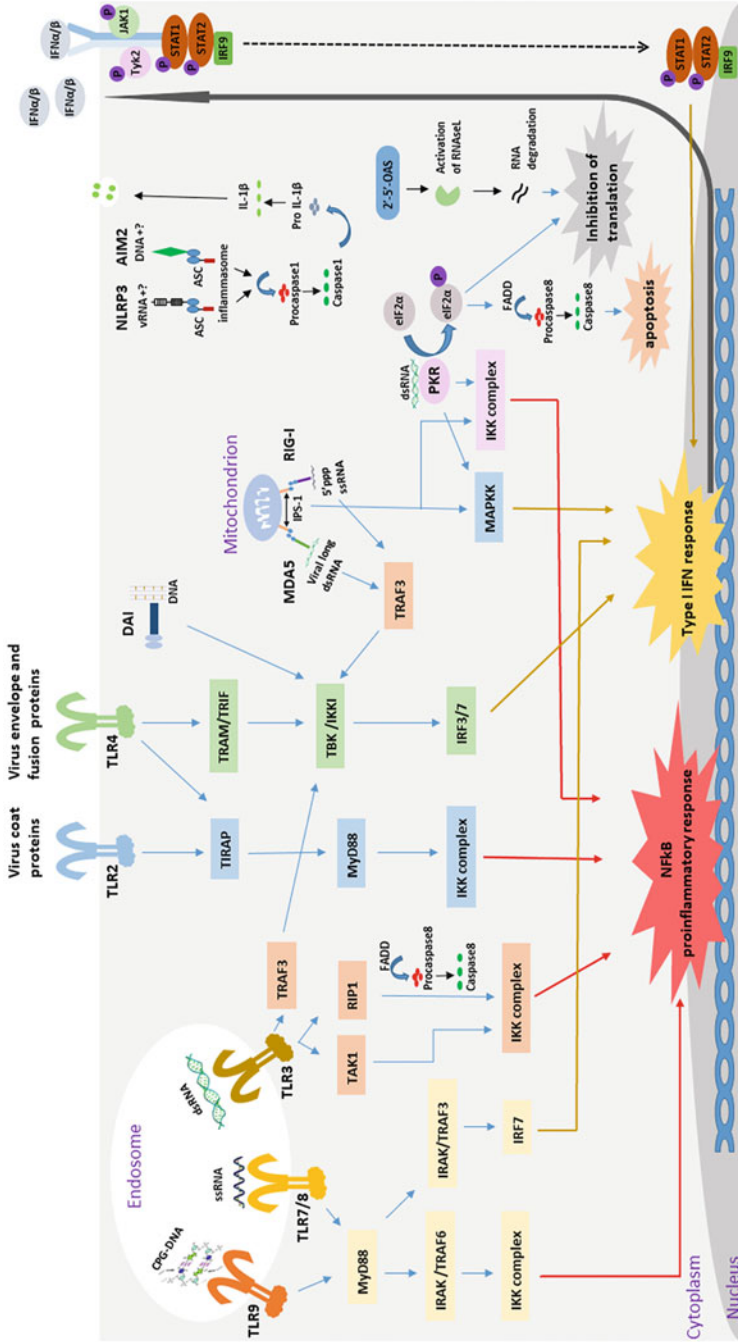 Virus coat
proteins
Virus envelope and
fusion proteins
IFNα/β
IFNα/β
IFNα/β
P
JAK1
P
Tyk2
P
STAT1
P
STAT2
IRF9
Endosome
CPG-DNA
TLR9
ssRNA
TLR7/8
dsRNA
TLR3
TLR2
TLR4
DAI
DNA
Mitochondrion
MDA5
IPS-1
RIG-I
Viral long
dsRNA
5'ppp
ssRNA
NLRP3
vRNA+?
ASC
AIM2
DNA+?
ASC
inflammasome
Procaspase1
Caspase1
Pro IL-1β
IL-1β
TRAF3
TIRAP
TRAM/TRIF
TRAF3
dsRNA
PKR
eIF2α
eIF2α
P
2'-5'-OAS
Activation
of RNAseL
RNA
degradation
MyD88
TAK1
RIP1
FADD
Procaspase8
Caspase8
MyD88
TBK /IKKI
FADD
Procaspase8
Caspase8
Inhibition of
translation
IRAK /TRAF6
IRAK/TRAF3
IKK complex
IRF7
IKK complex
IKK complex
IRF3/7
MAPKK
IKK complex
apoptosis
NFkB
proinflammatory response
Type I IFN response
P
STAT1
P
STAT2
IRF9
Cytoplasm
Nucleus